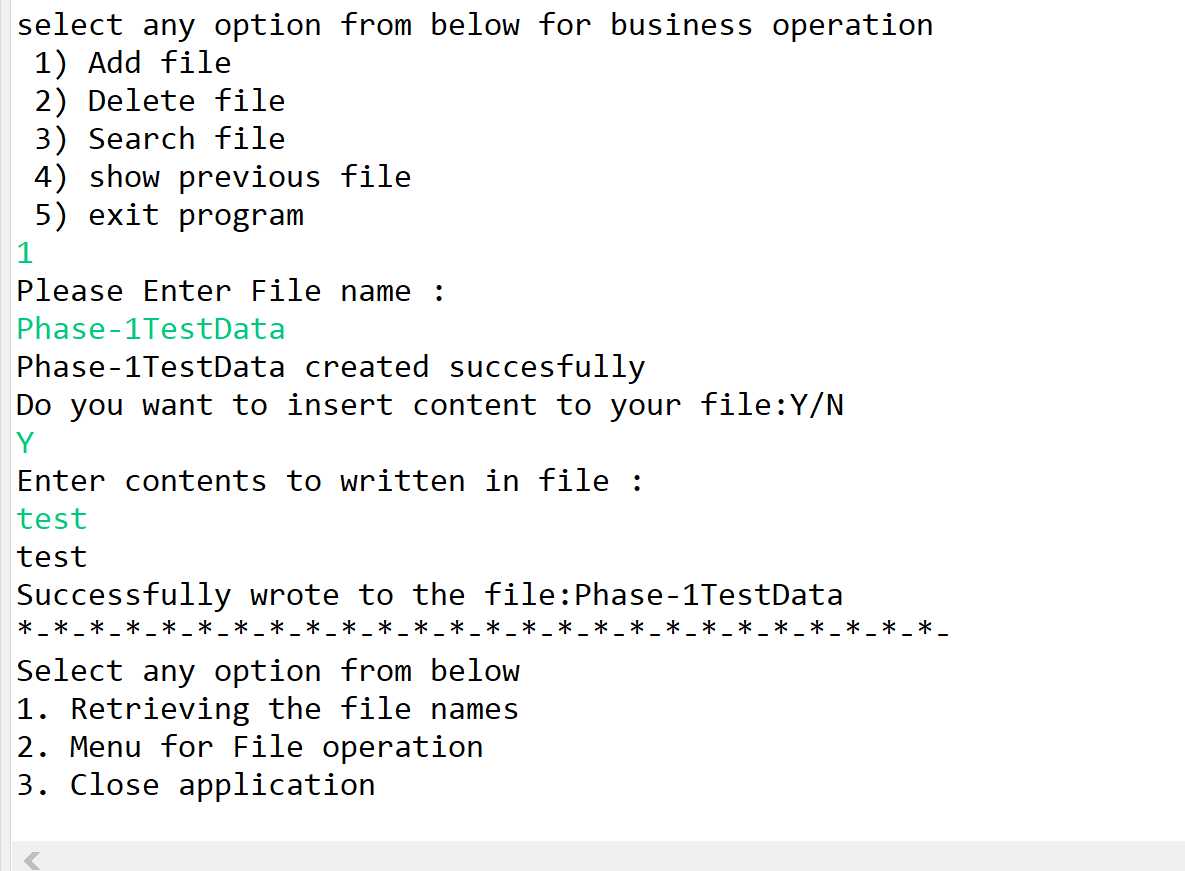 select any option from below for business operation
 1) Add file
 2) Delete file
 3) Search file
 4) show previous file
 5) exit program
1
Please Enter File name :
Phase-1TestData
Phase-1TestData created succesfully
Do you want to insert content to your file:Y/N
Y
Enter contents to written in file :
test
test
Successfully wrote to the file:Phase-1TestData
*-*-*-*-*-*-*-*-*-*-*-*-*-*-*-*-*-*-*-*-*-*-*-*-*-*-
Select any option from below
1. Retrieving the file names
2. Menu for File operation
3. Close application